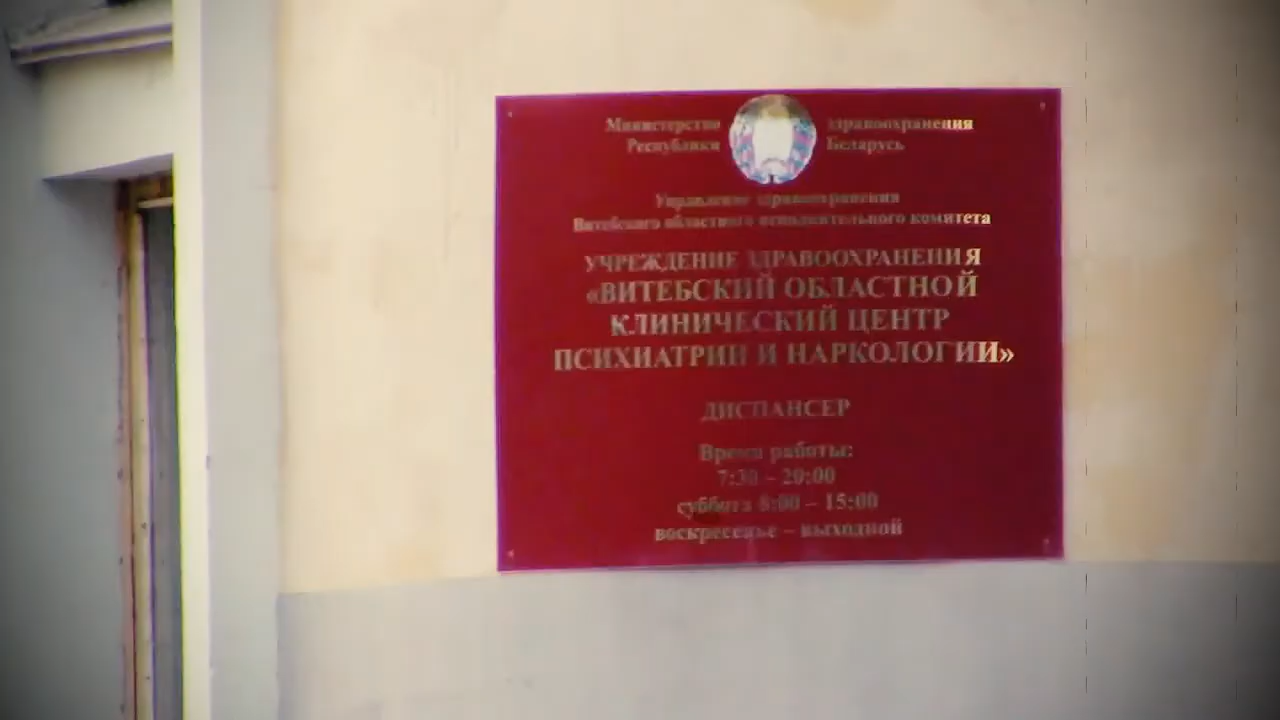 Министерство здравоохранения
Республики Беларусь
Управление здравоохранения
Витебского областного исполнительного комитета
УЧРЕЖДЕНИЕ ЗДРАВООХРАНЕНИЯ
«ВИТЕБСКИЙ ОБЛАСТНОЙ
КЛИНИЧЕСКИЙ ЦЕНТР
ПСИХИАТРИИ И НАРКОЛОГИИ»
ДИСПАНСЕР
Время работы:
7:30 – 20:00
суббота 8:00 – 15:00
воскресенье – выходной